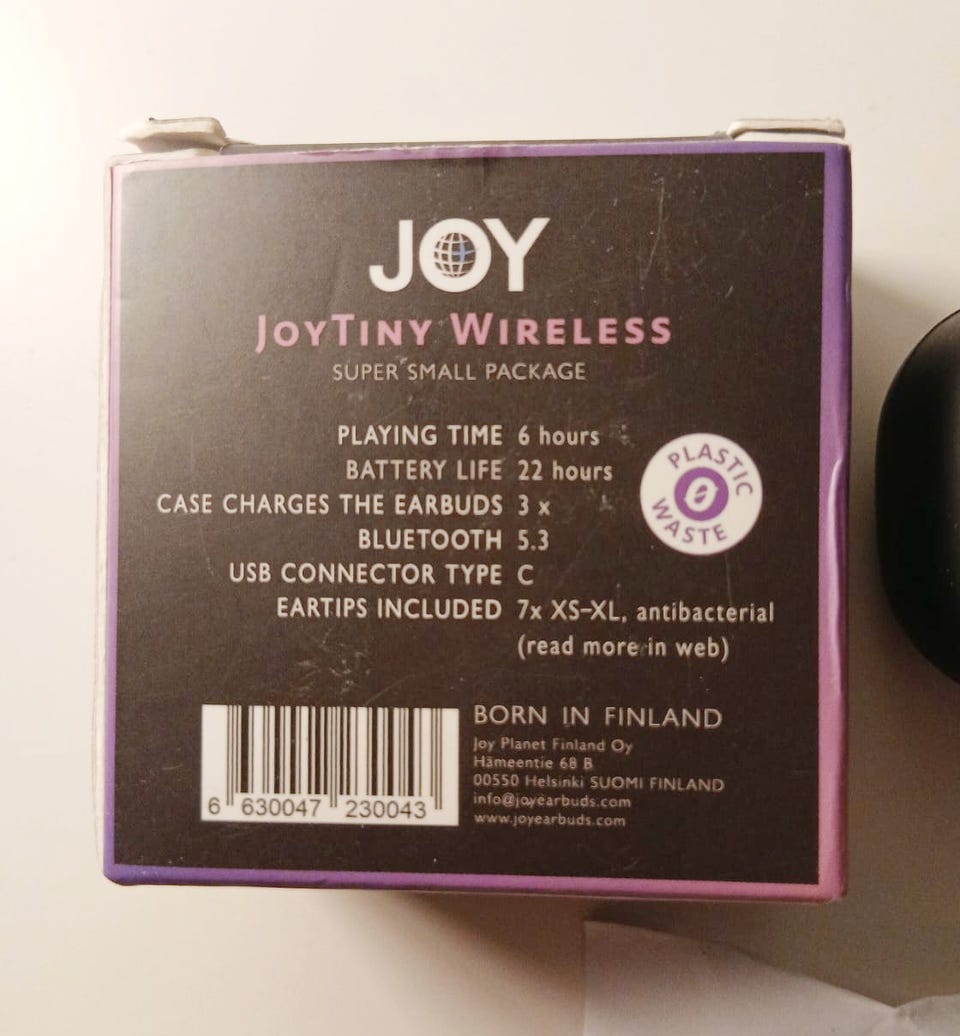 JOY
JOYTINY WIRELESS
SUPER SMALL PACKAGE
PLAYING TIME 6 hours
BATTERY LIFE 22 hours
CASE CHARGES THE EARBUDS 3 x
BLUETOOTH 5.3
USB CONNECTOR TYPE C
EARTIPS INCLUDED 7x XS–XL, antibacterial
(read more in web)
PLASTIC
0
WASTE
BORN IN FINLAND
Joy Planet Finland Oy
Hämeentie 68 B
00550 Helsinki SUOMI FINLAND
info@joyearbuds.com
www.joyearbuds.com
6 630047 230043